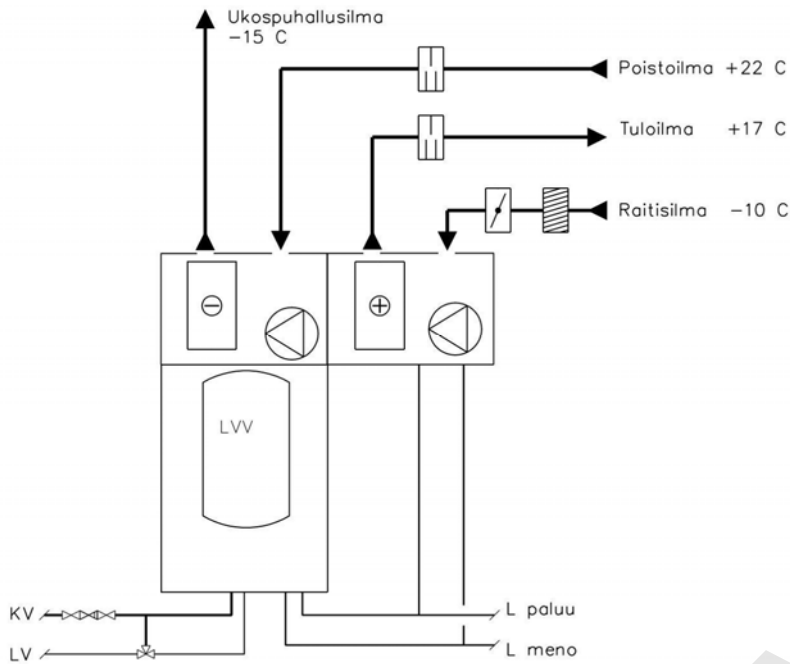 Ukospuhallusilma
-15 C
Poistoilma +22 C
Tuloilma +17 C
Raitisilma -10 C
LVV
KV
L paluu
LV
L meno